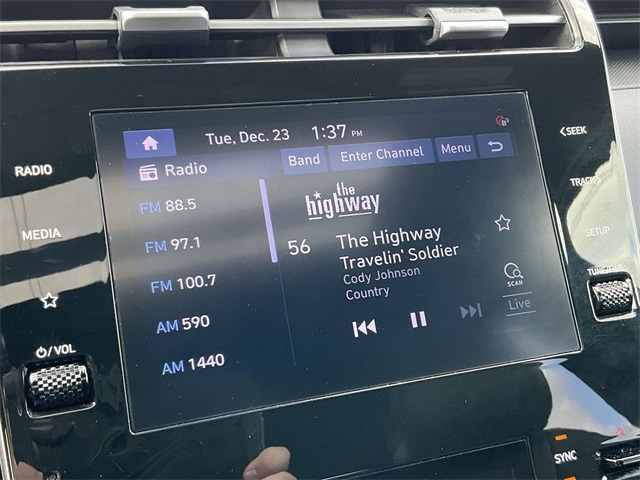 Tue, Dec. 23 1:37 PM
Radio Band Enter Channel Menu
FM 88.5
FM 97.1
FM 100.7
AM 590
AM 1440
the
highway
56 The Highway
Travelin' Soldier
Cody Johnson
Country
SCAN
Live
RADIO
MEDIA
VOL
< SEEK
TRACK >
SETUP
SYNC